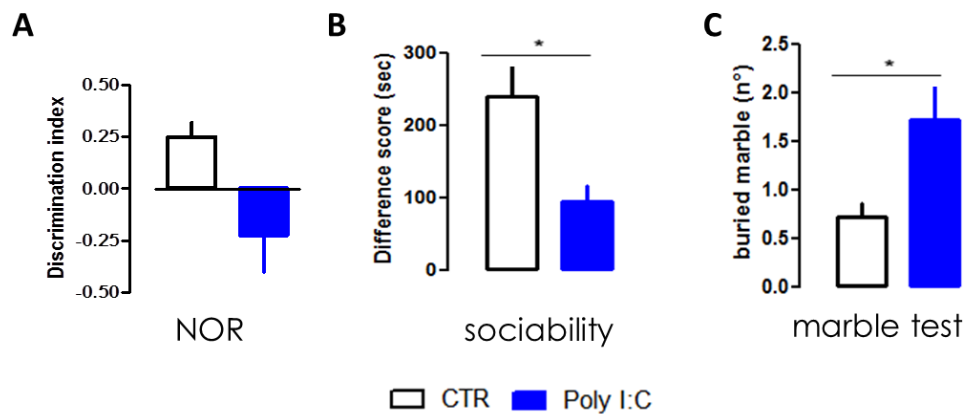 A
Discrimination index
0.50
0.25
0.00
-0.25
-0.50
NOR
B
Difference score (sec)
300
200
100
0
*
sociability
C
buried marble (n°)
2.5
2.0
1.5
1.0
0.5
0.0
*
marble test
CTR
Poly I:C